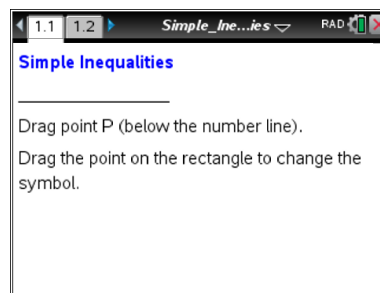 1.1 1.2 Simple_Ine...ies RAD
Simple Inequalities
Drag point P (below the number line).
Drag the point on the rectangle to change the
symbol.